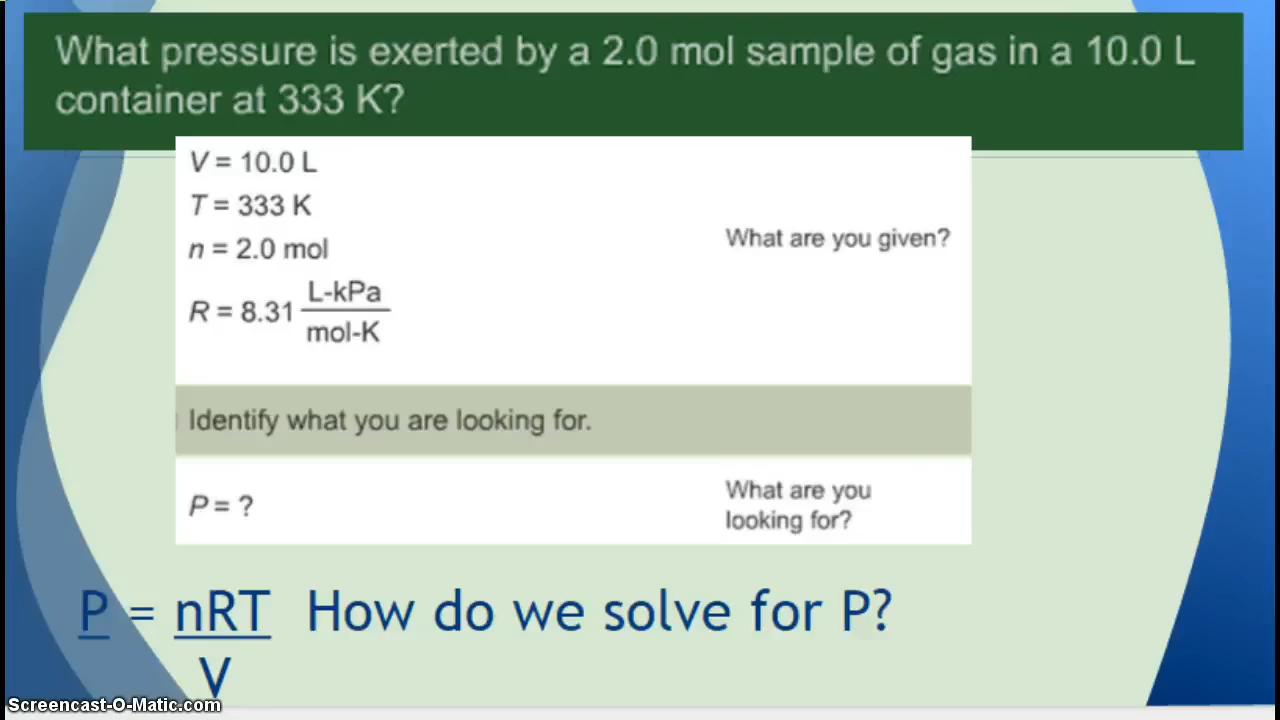 What pressure is exerted by a 2.0 mol sample of gas in a 10.0 L
container at 333 K?
V = 10.0 L
T = 333 K
What are you given?
n = 2.0 mol
R = 8.31 L-kPa
mol-K
Identify what you are looking for.
P = ?
What are you
looking for?
P = nRT How do we solve for P?
V
Screencast-O-Matic.com